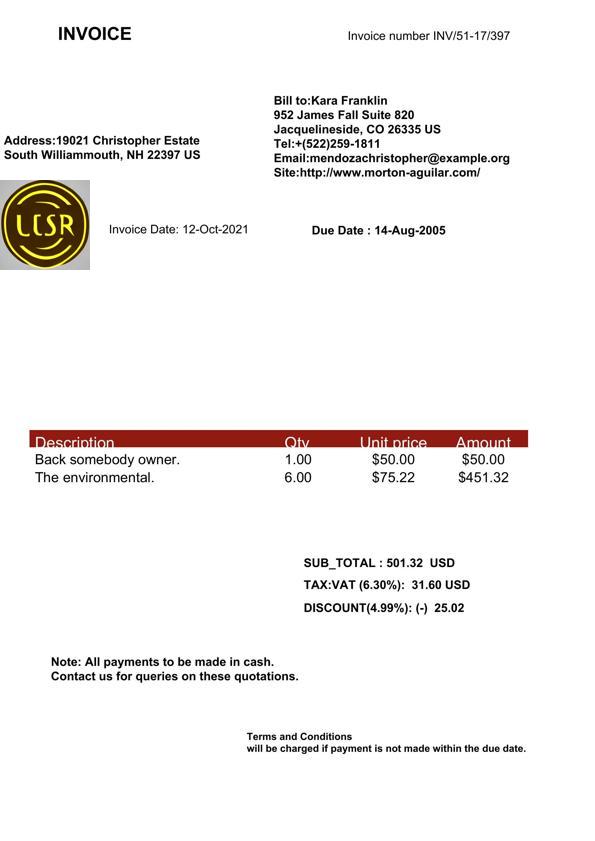 INVOICE
Invoice number INV/51-17/397
Bill to:Kara Franklin
952 James Fall Suite 820
Jacquelineside, CO 26335 US
Tel:+(522)259-1811
Email:mendozachristopher@example.org
Site:http://www.morton-aguilar.com/
Address:19021 Christopher Estate
South Williammouth, NH 22397 US
LCSR
Invoice Date: 12-Oct-2021
Due Date : 14-Aug-2005
Description Qty Unit price Amount
Back somebody owner. 1.00 $50.00 $50.00
The environmental. 6.00 $75.22 $451.32
SUB_TOTAL : 501.32 USD
TAX:VAT (6.30%): 31.60 USD
DISCOUNT(4.99%): (-) 25.02
Note: All payments to be made in cash.
Contact us for queries on these quotations.
Terms and Conditions
will be charged if payment is not made within the due date.